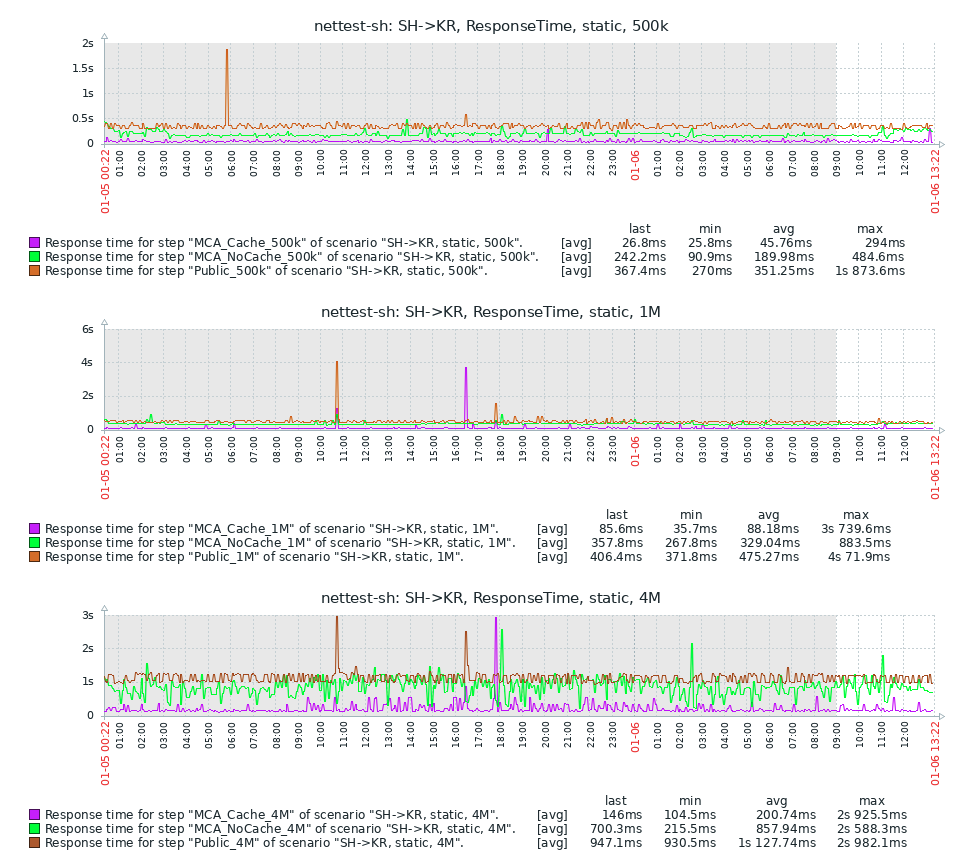 nettest-sh: SH->KR, ResponseTime, static, 500k
2s
1.5s
1s
0.5s
0
01-05 00:22 01:00 02:00 03:00 04:00 05:00 06:00 07:00 08:00 09:00 10:00 11:00 12:00 13:00 14:00 15:00 16:00 17:00 18:00 19:00 20:00 21:00 22:00 23:00 01-06 01:00 02:00 03:00 04:00 05:00 06:00 07:00 08:00 09:00 10:00 11:00 12:00 01-06 13:22
last min avg max
Response time for step "MCA_Cache_500k" of scenario "SH->KR, static, 500k". [avg] 26.8ms 25.8ms 45.76ms 294ms
Response time for step "MCA_NoCache_500k" of scenario "SH->KR, static, 500k". [avg] 242.2ms 90.9ms 189.98ms 484.6ms
Response time for step "Public_500k" of scenario "SH->KR, static, 500k". [avg] 367.4ms 270ms 351.25ms 1s 873.6ms
nettest-sh: SH->KR, ResponseTime, static, 1M
6s
4s
2s
0
01-05 00:22 01:00 02:00 03:00 04:00 05:00 06:00 07:00 08:00 09:00 10:00 11:00 12:00 13:00 14:00 15:00 16:00 17:00 18:00 19:00 20:00 21:00 22:00 23:00 01-06 01:00 02:00 03:00 04:00 05:00 06:00 07:00 08:00 09:00 10:00 11:00 12:00 01-06 13:22
last min avg max
Response time for step "MCA_Cache_1M" of scenario "SH->KR, static, 1M". [avg] 85.6ms 35.7ms 88.18ms 3s 739.6ms
Response time for step "MCA_NoCache_1M" of scenario "SH->KR, static, 1M". [avg] 357.8ms 267.8ms 329.04ms 883.5ms
Response time for step "Public_1M" of scenario "SH->KR, static, 1M". [avg] 406.4ms 371.8ms 475.27ms 4s 71.9ms
nettest-sh: SH->KR, ResponseTime, static, 4M
3s
2s
1s
0
01-05 00:22 01:00 02:00 03:00 04:00 05:00 06:00 07:00 08:00 09:00 10:00 11:00 12:00 13:00 14:00 15:00 16:00 17:00 18:00 19:00 20:00 21:00 22:00 23:00 01-06 01:00 02:00 03:00 04:00 05:00 06:00 07:00 08:00 09:00 10:00 11:00 12:00 01-06 13:22
last min avg max
Response time for step "MCA_Cache_4M" of scenario "SH->KR, static, 4M". [avg] 146ms 104.5ms 200.74ms 2s 925.5ms
Response time for step "MCA_NoCache_4M" of scenario "SH->KR, static, 4M". [avg] 700.3ms 215.5ms 857.94ms 2s 588.3ms
Response time for step "Public_4M" of scenario "SH->KR, static, 4M". [avg] 947.1ms 930.5ms 1s 127.74ms 2s 982.1ms